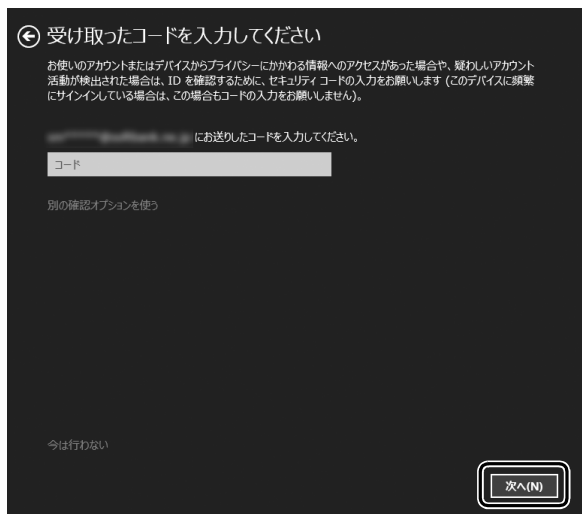 受け取ったコードを入力してください
お使いのアカウントまたはデバイスからプライバシーにかかわる情報へのアクセスがあった場合や、疑わしいアカウント
活動が検出された場合は、ID を確認するために、セキュリティ コードの入力をお願いします (このデバイスに頻繁
にサインインしている場合は、この場合もコードの入力をお願いしません)。
にお送りしたコードを入力してください。
コード
別の確認オプションを使う
今は行わない
次へ(N)